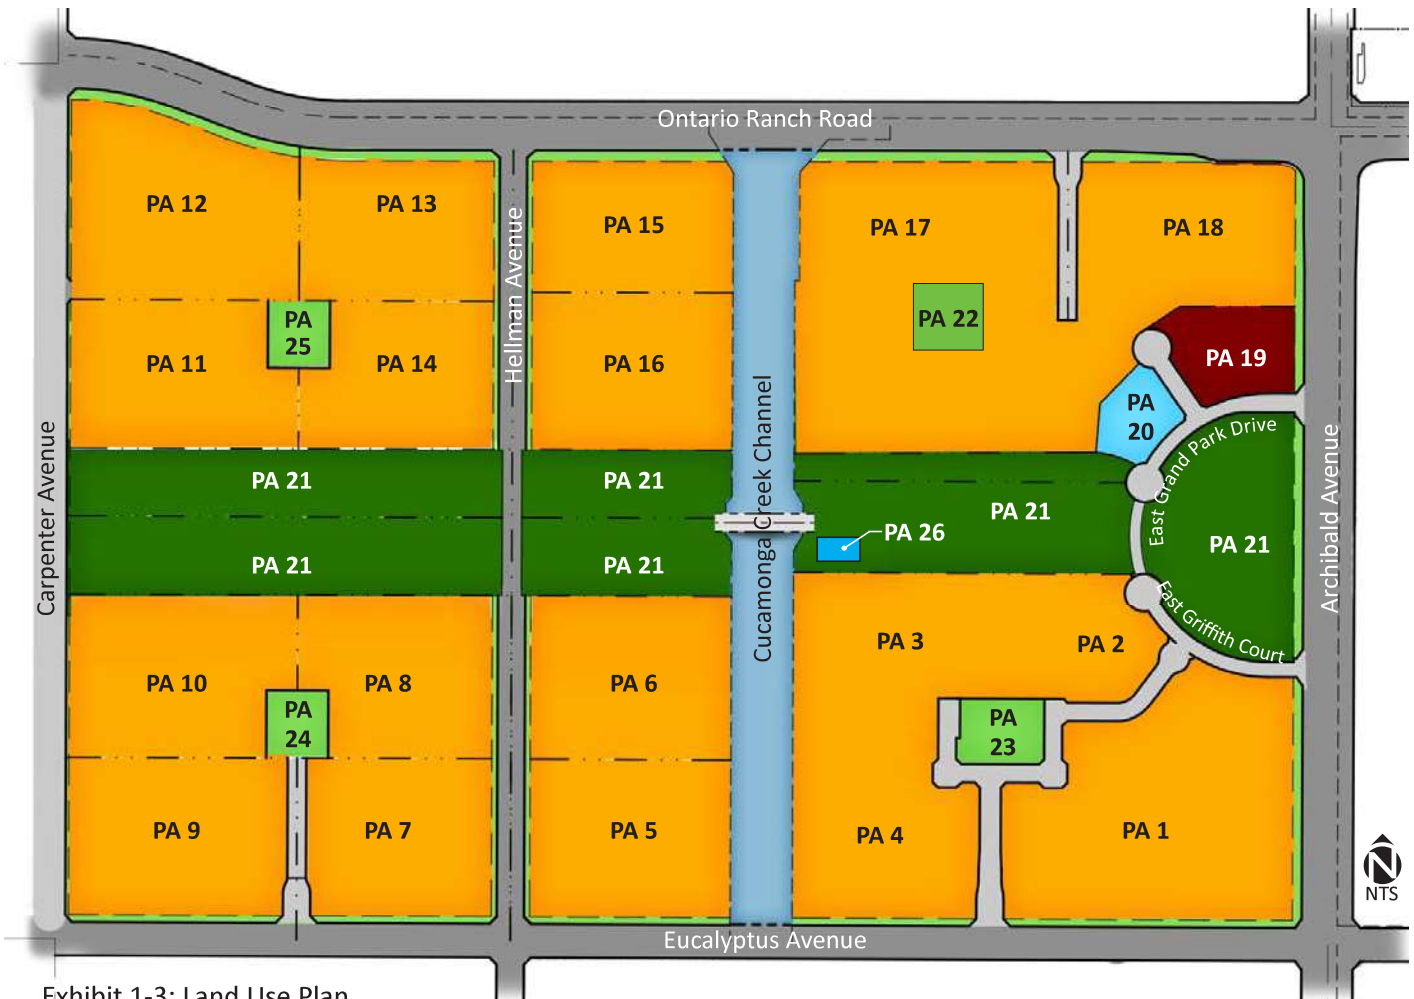 Ontario Ranch Road
PA 12
PA 13
PA 15
PA 17
PA 18
Hellman Avenue
PA
25
PA 22
PA 11
PA 14
PA 16
PA 19
PA
20
Cucamonga Creek Channel
East Grand Park Drive
Carpenter Avenue
Archibald Avenue
PA 21
PA 21
PA 21
PA 26
PA 21
PA 21
PA 21
East Griffith Court
PA 3
PA 2
PA 10
PA 8
PA 6
PA
24
PA
23
PA 9
PA 7
PA 5
PA 4
PA 1
N
NTS
Eucalyptus Avenue
Exhibit 1-3: Land Use Plan